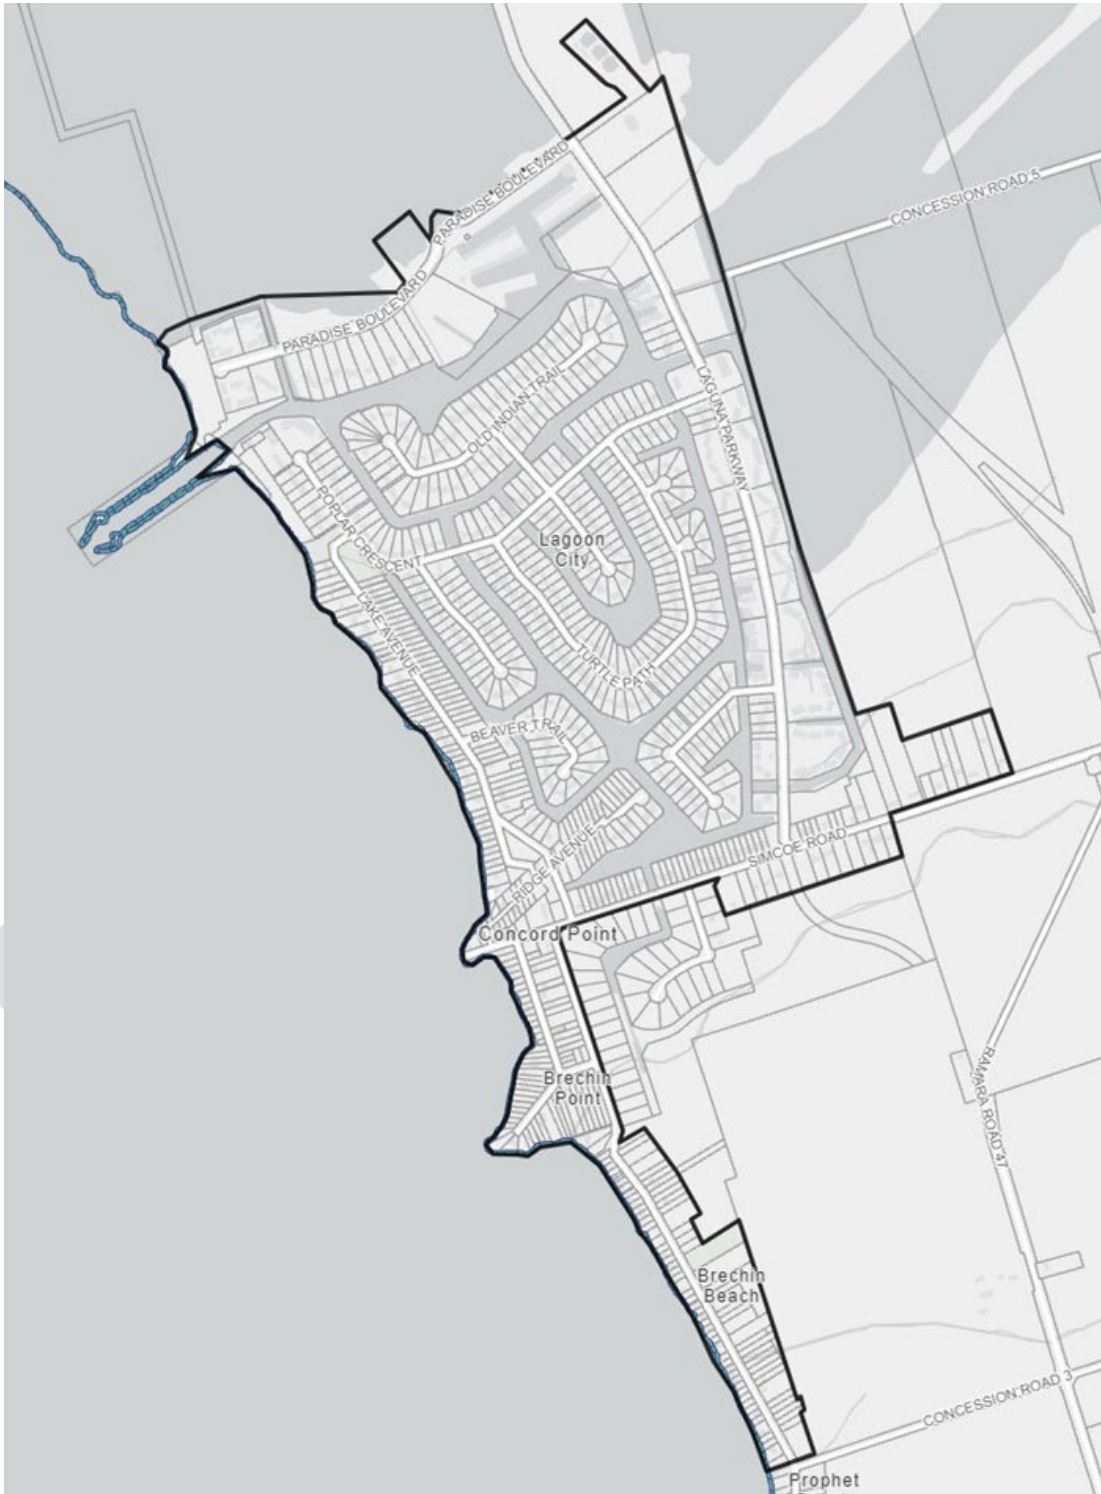 PARADISE BOULEVARD
CONCESSION ROAD 5
PARADISE BOULEVARD
OLD INDIAN TRAIL
LAGUNA PARKWAY
POPLAR CRESCENT
Lagoon
City
LAKE AVENUE
TURTLE PATH
BEAVER TRAIL
RIDGE AVENUE
SIMCOE ROAD
Concord Point
Brechin
Point
RAMARA ROAD 47
Brechin
Beach
CONCESSION ROAD 3
Prophet